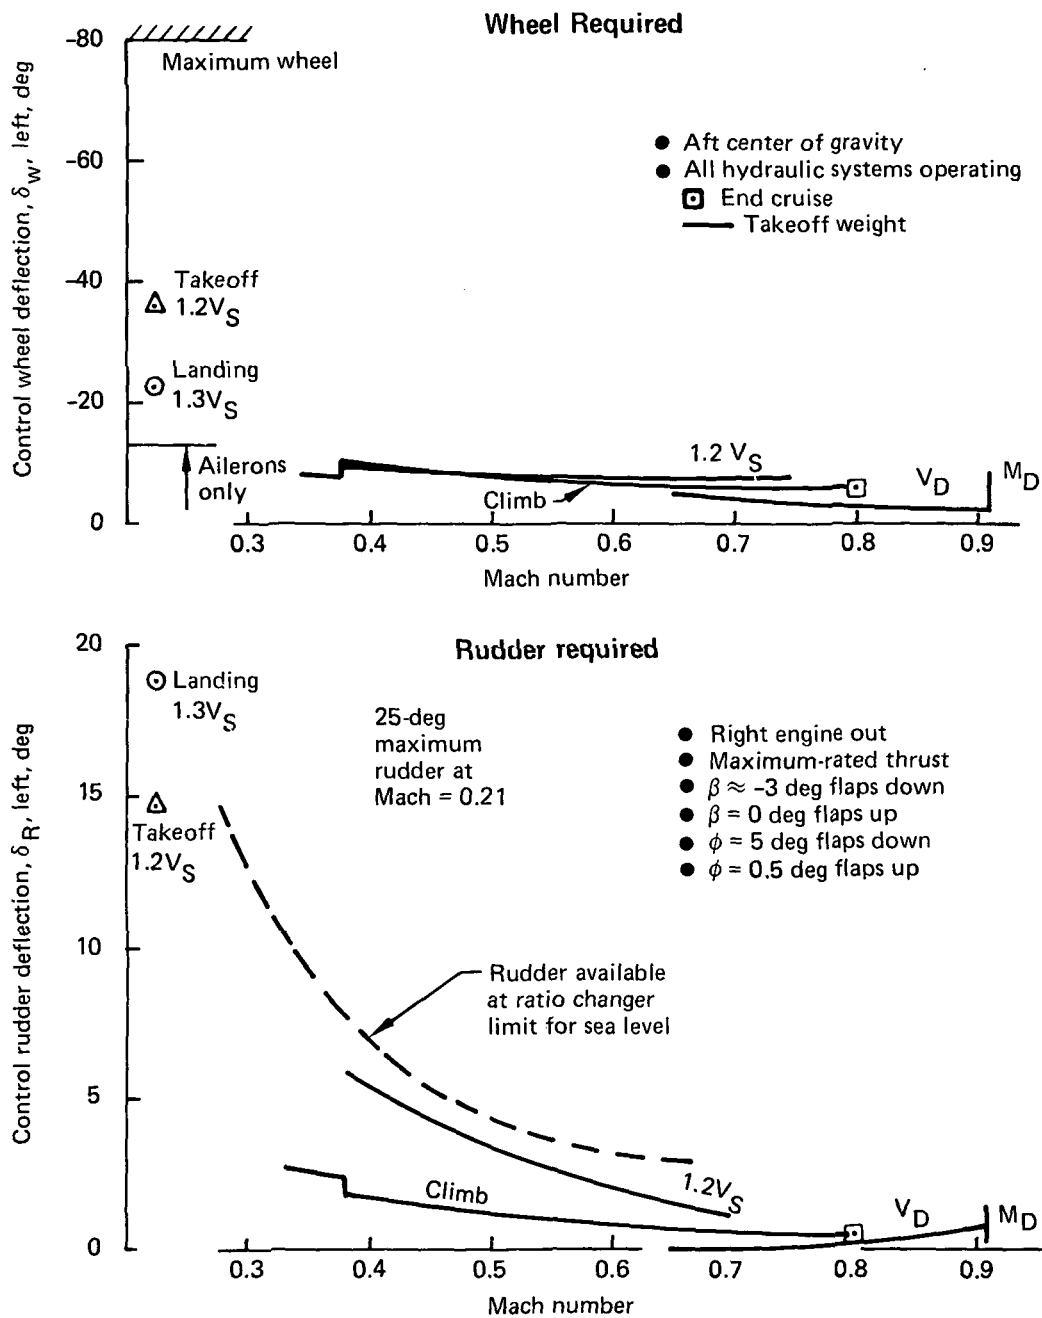 Wheel Required
Control wheel deflection, δW, left, deg
-80
-60
-40
-20
0
Maximum wheel
• Aft center of gravity
• All hydraulic systems operating
End cruise
Takeoff weight
Takeoff
1.2VS
Landing
1.3VS
Ailerons
only
1.2 VS
Climb
VD
MD
0.3 0.4 0.5 0.6 0.7 0.8 0.9
Mach number
Rudder required
Control rudder deflection, δR, left, deg
20
15
10
5
0
Landing
1.3VS
Takeoff
1.2VS
25-deg
maximum
rudder at
Mach = 0.21
• Right engine out
• Maximum-rated thrust
• β ≈ -3 deg flaps down
• β = 0 deg flaps up
• φ = 5 deg flaps down
• φ = 0.5 deg flaps up
Rudder available
at ratio changer
limit for sea level
Climb
1.2VS
VD
MD
0.3 0.4 0.5 0.6 0.7 0.8 0.9
Mach number